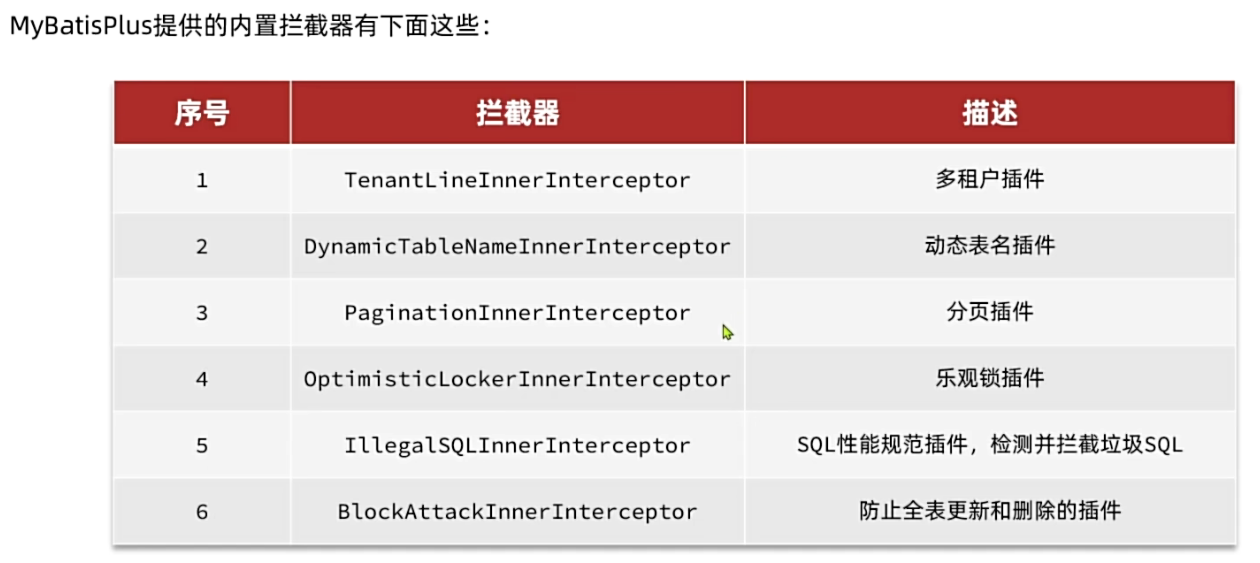 MyBatisPlus提供的内置拦截器有下面这些：
序号 拦截器 描述
1 TenantLineInnerInterceptor 多租户插件
2 DynamicTableNameInnerInterceptor 动态表名插件
3 PaginationInnerInterceptor 分页插件
4 OptimisticLockerInnerInterceptor 乐观锁插件
5 IllegalSQLInnerInterceptor SQL性能规范插件，检测并拦截垃圾SQL
6 BlockAttackInnerInterceptor 防止全表更新和删除的插件